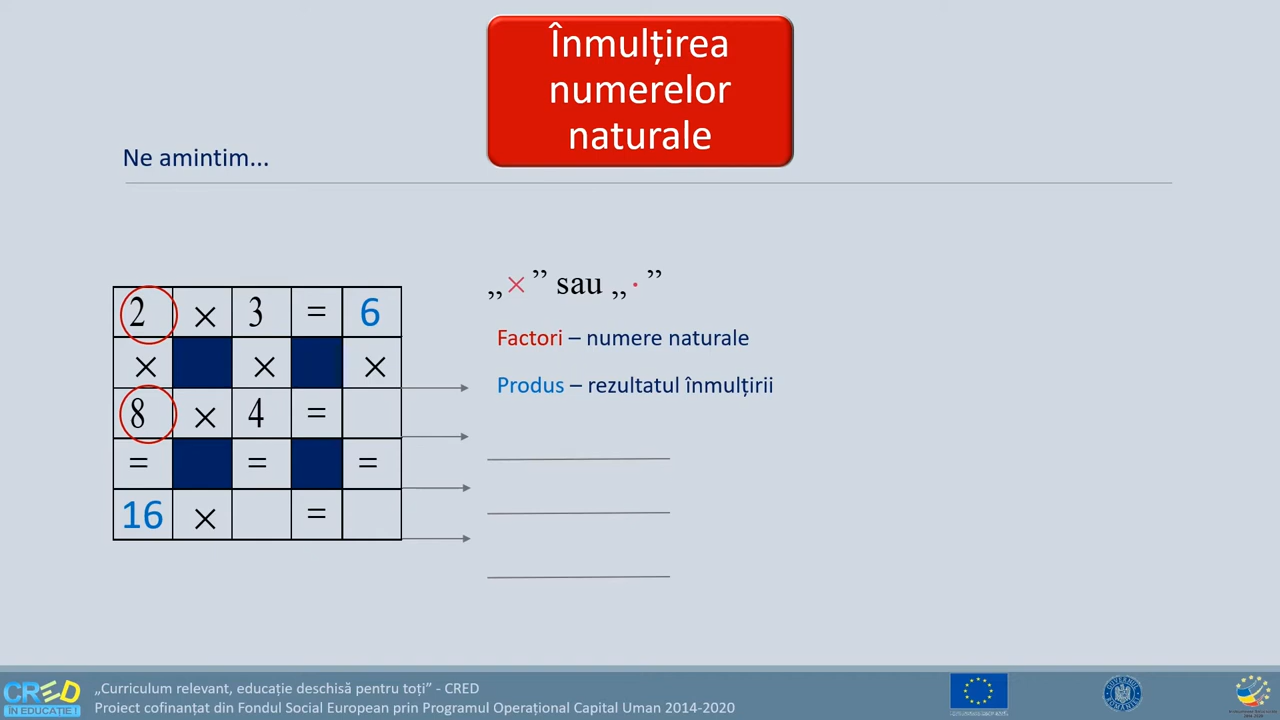 Înmulțirea
numerelor
naturale
Ne amintim...
2 × 3 = 6
× × ×
8 × 4 =
= = =
16 × =
„×” sau „·”
Factori – numere naturale
Produs – rezultatul înmulțirii
CRED
ÎN EDUCAȚIE !
„Curriculum relevant, educație deschisă pentru toți” - CRED
Proiect cofinanțat din Fondul Social European prin Programul Operațional Capital Uman 2014-2020